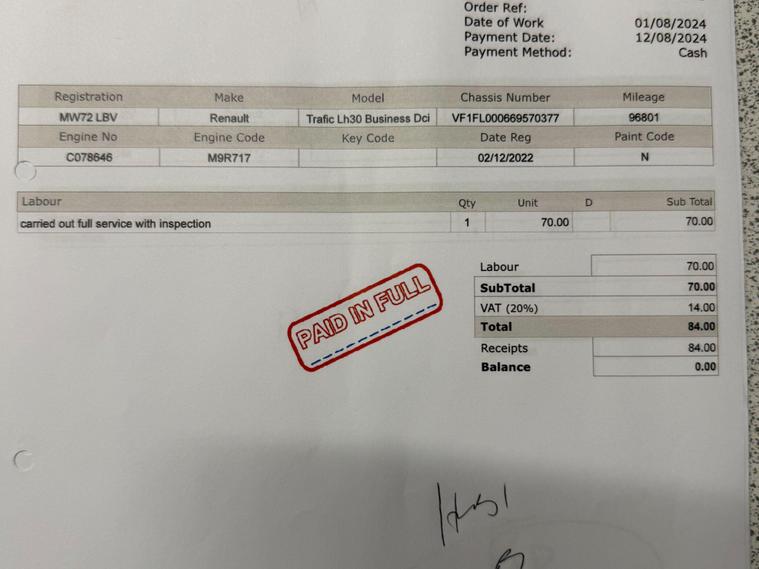 Order Ref:
Date of Work 01/08/2024
Payment Date: 12/08/2024
Payment Method: Cash
Registration Make Model Chassis Number Mileage
MW72 LBV Renault Trafic Lh30 Business Dci VF1FL000669570377 96801
Engine No Engine Code Key Code Date Reg Paint Code
C078646 M9R717 02/12/2022 N
Labour Qty Unit D Sub Total
carried out full service with inspection 1 70.00 70.00
Labour 70.00
SubTotal 70.00
VAT (20%) 14.00
Total 84.00
Receipts 84.00
Balance 0.00
PAID IN FULL